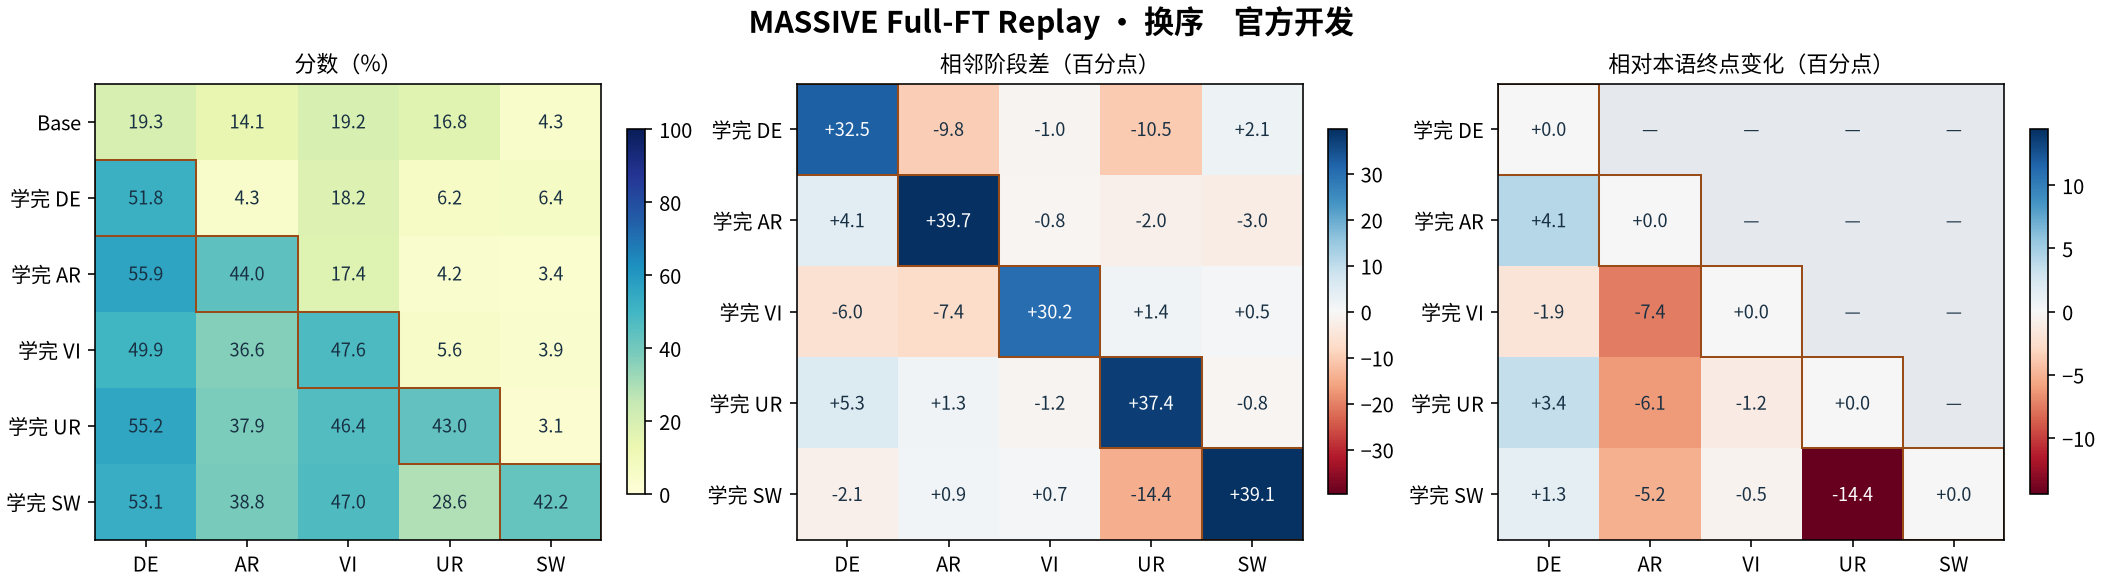 MASSIVE Full-FT Replay · 换序　官方开发
分数（%）
Base 19.3 14.1 19.2 16.8 4.3
学完 DE 51.8 4.3 18.2 6.2 6.4
学完 AR 55.9 44.0 17.4 4.2 3.4
学完 VI 49.9 36.6 47.6 5.6 3.9
学完 UR 55.2 37.9 46.4 43.0 3.1
学完 SW 53.1 38.8 47.0 28.6 42.2
DE AR VI UR SW
100
80
60
40
20
0
相邻阶段差（百分点）
学完 DE +32.5 -9.8 -1.0 -10.5 +2.1
学完 AR +4.1 +39.7 -0.8 -2.0 -3.0
学完 VI -6.0 -7.4 +30.2 +1.4 +0.5
学完 UR +5.3 +1.3 -1.2 +37.4 -0.8
学完 SW -2.1 +0.9 +0.7 -14.4 +39.1
DE AR VI UR SW
30
20
10
0
−10
−20
−30
相对本语终点变化（百分点）
学完 DE +0.0 — — — —
学完 AR +4.1 +0.0 — — —
学完 VI -1.9 -7.4 +0.0 — —
学完 UR +3.4 -6.1 -1.2 +0.0 —
学完 SW +1.3 -5.2 -0.5 -14.4 +0.0
DE AR VI UR SW
10
5
0
−5
−10